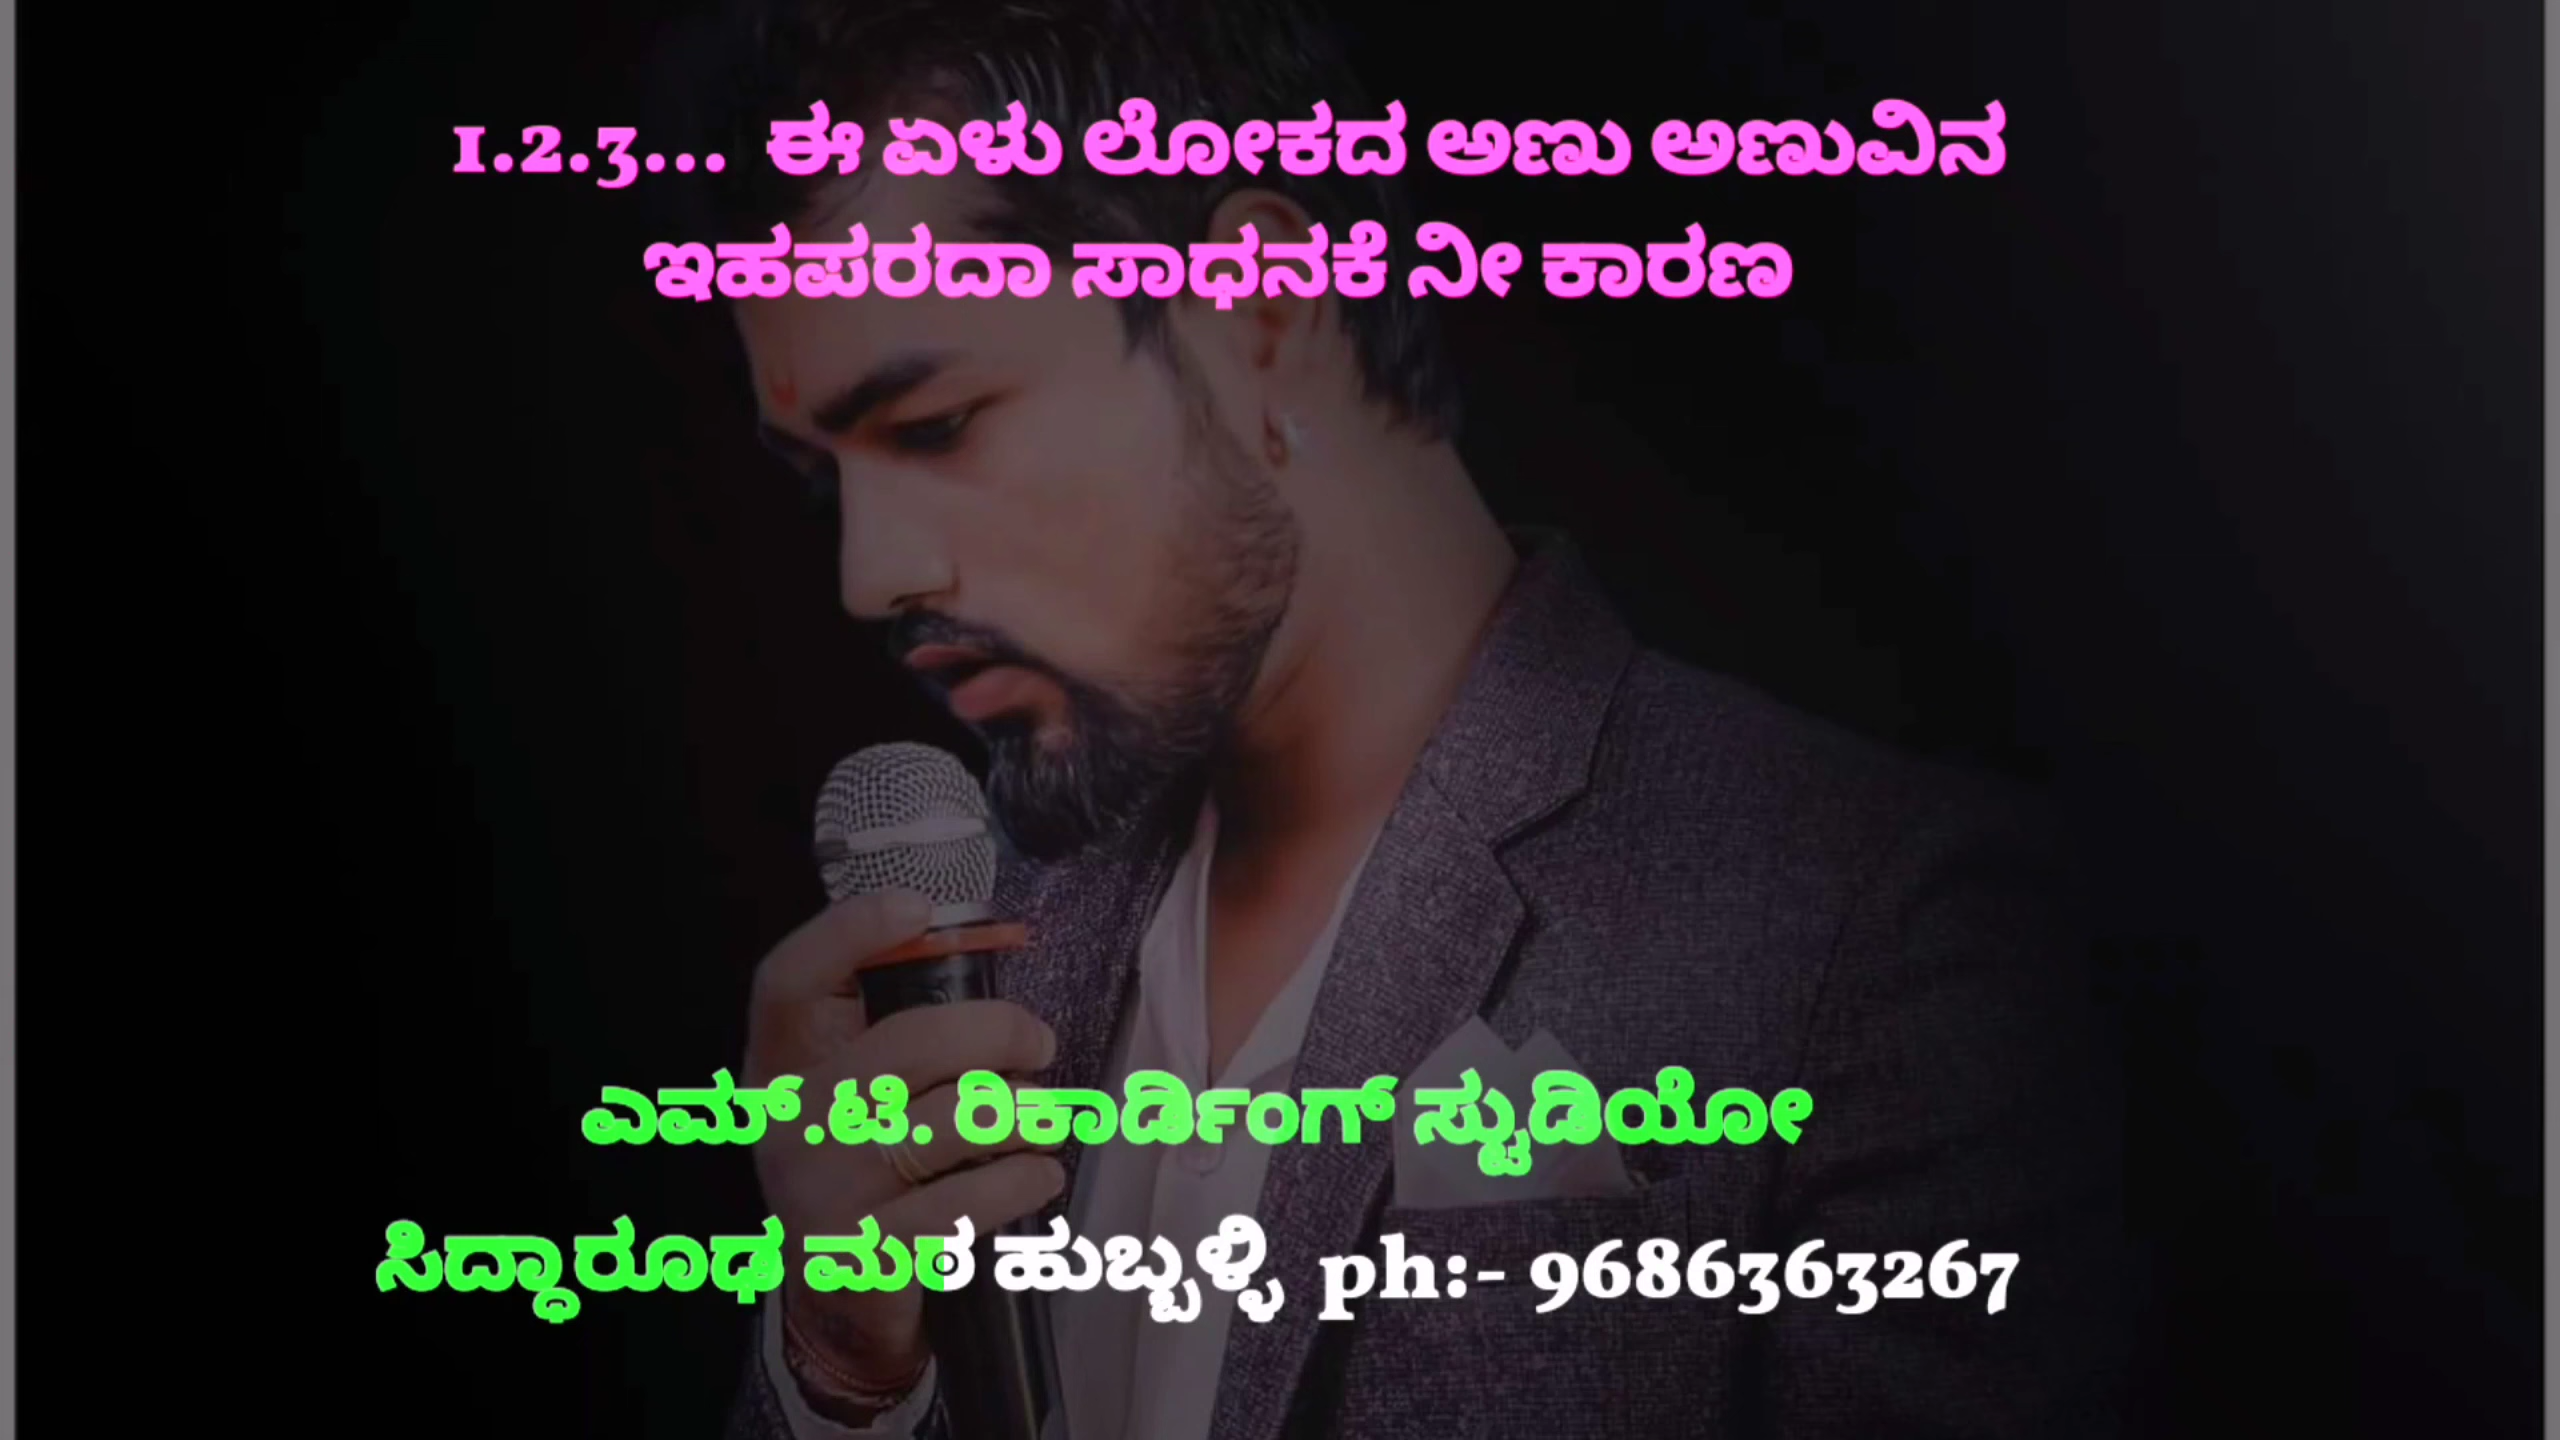 1.2.3... ಈ ಏಳು ಲೋಕದ ಅಣು ಅಣುವಿನ
ಇಹಪರದಾ ಸಾಧನಕೆ ನೀ ಕಾರಣ
ಎಮ್.ಟಿ. ರಿಕಾರ್ಡಿಂಗ್ ಸ್ಟುಡಿಯೋ
ಸಿದ್ಧಾರೂಢ ಮಠ ಹುಬ್ಬಳ್ಳಿ ph:- 9686363267